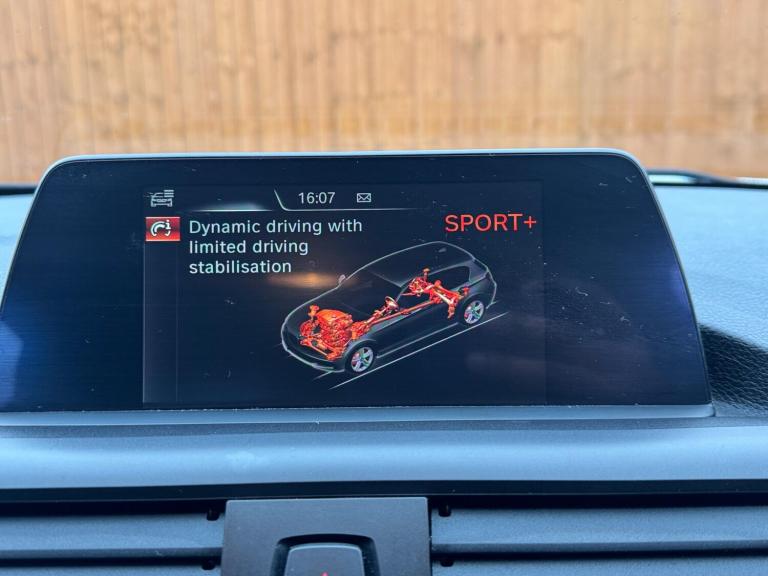 16:07
SPORT+
Dynamic driving with
limited driving
stabilisation